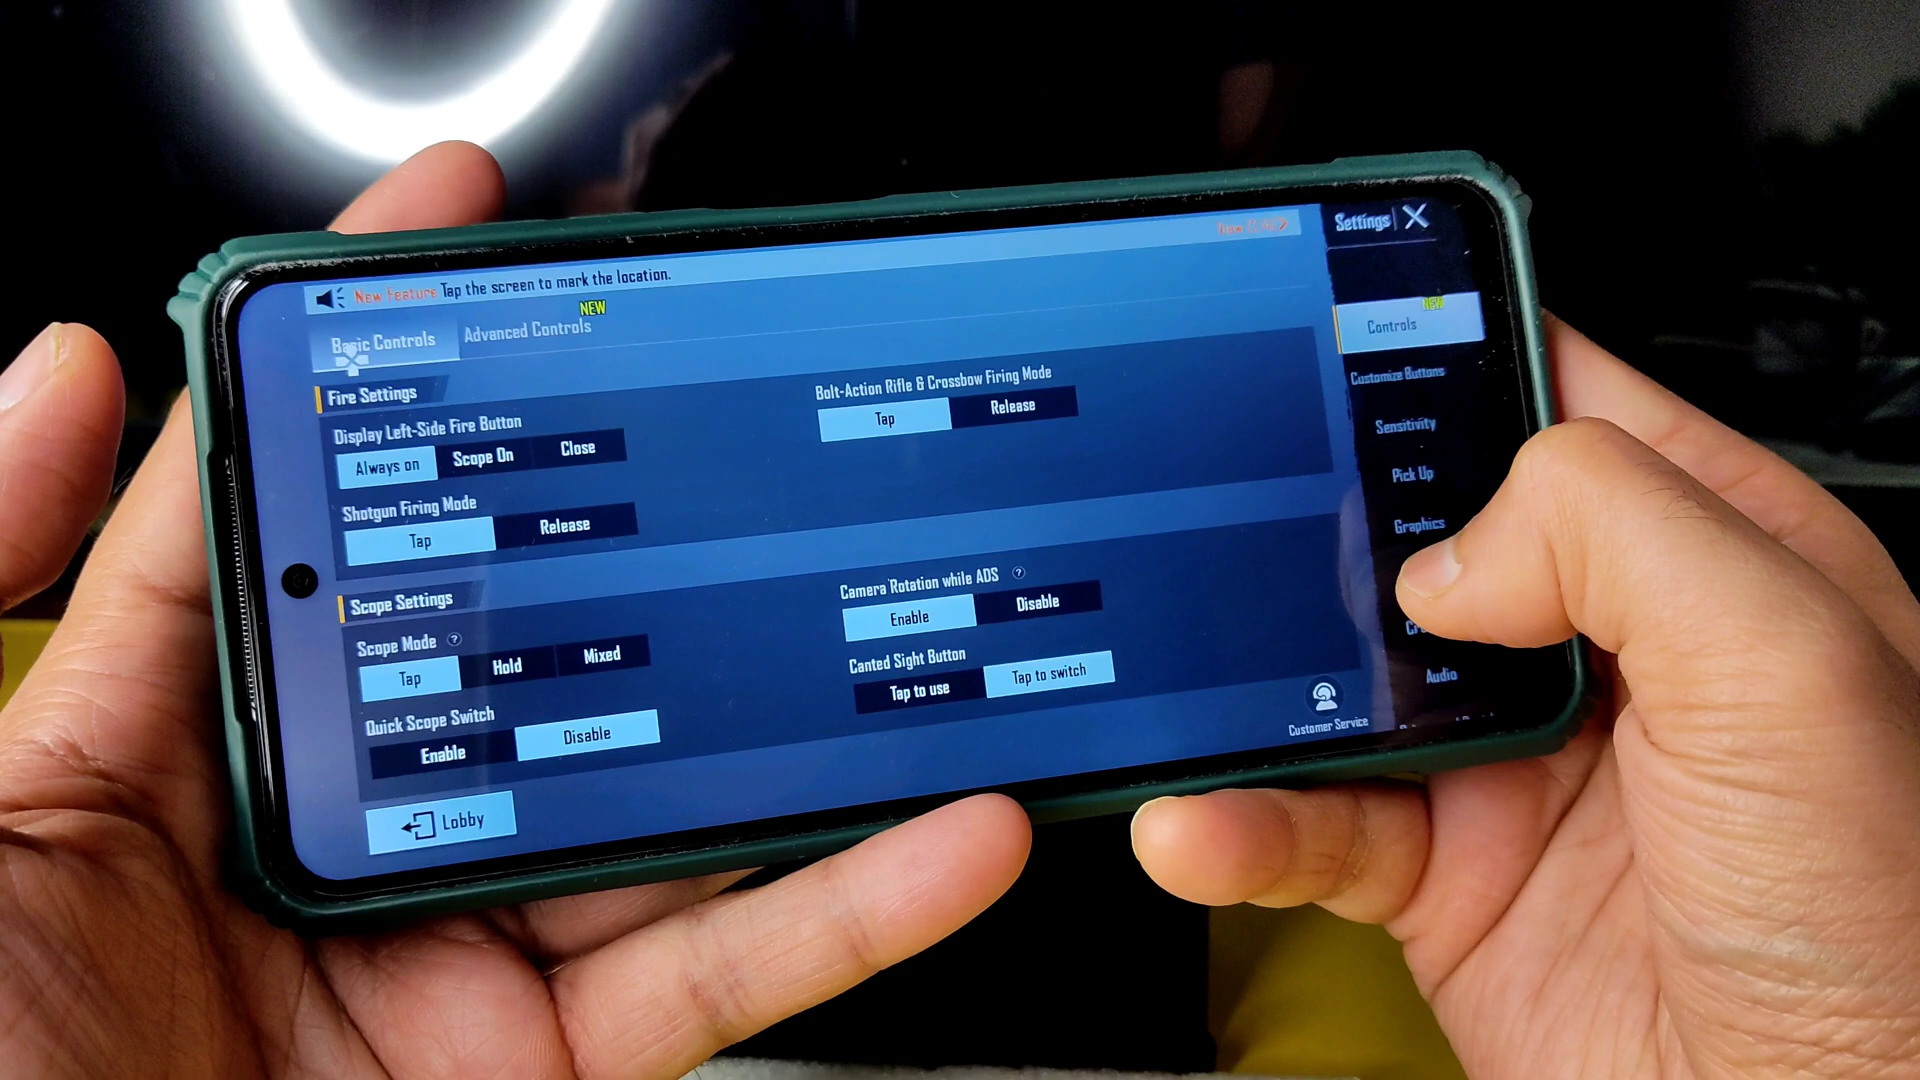 New Feature Tap the screen to mark the location.
Settings
NEW
Basic Controls
Advanced Controls
NEW
Controls
Fire Settings
Display Left-Side Fire Button
Always on
Scope On
Close
Bolt-Action Rifle & Crossbow Firing Mode
Tap
Release
Shotgun Firing Mode
Tap
Release
Scope Settings
Scope Mode ?
Tap
Hold
Mixed
Camera Rotation while ADS ?
Enable
Disable
Quick Scope Switch
Enable
Disable
Canted Sight Button
Tap to use
Tap to switch
Lobby
Customer Service
Customize Buttons
Sensitivity
Pick Up
Graphics
Audio